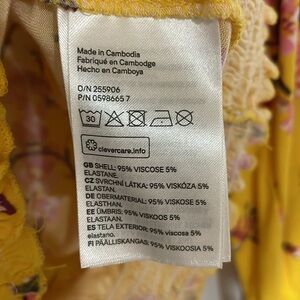 Made in Cambodia
Fabriqué en Cambodge
Hecho en Camboya
O/N 255906
P/N 0598665 7
30
clevercare.info
GB SHELL: 95% VISCOSE 5%
ELASTANE.
CZ SVRCHNÍ LÁTKA: 95% VISKÓZA 5%
ELASTAN.
DE OBERMATERIAL: 95% VISKOSE 5%
ELASTHAN.
EE ÜMBRIS: 95% VISKOOS 5%
ELASTAAN.
ES TELA EXTERIOR: 95% viscosa 5%
elastano.
FI PÄÄLLISKANGAS: 95% VISKOOSIA 5%